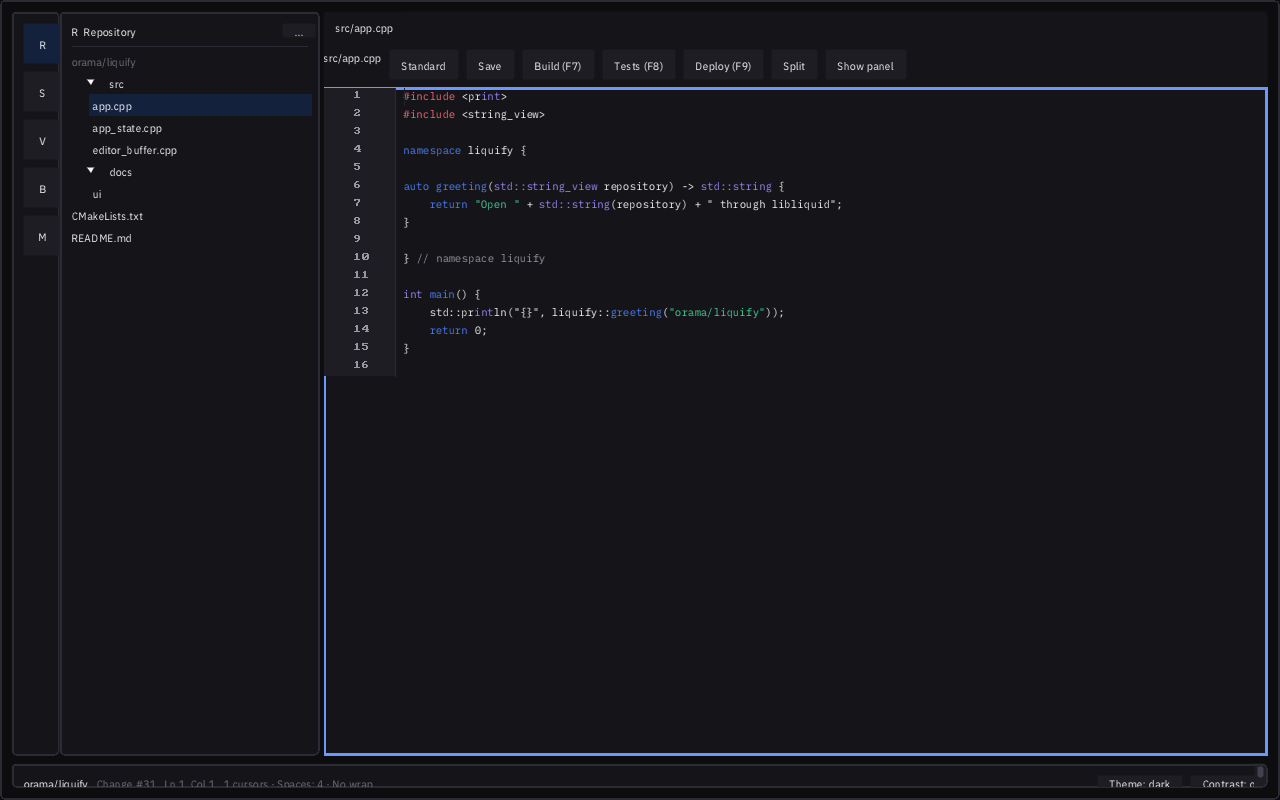 R
S
V
B
M
R Repository
...
orama/liquify
src
app.cpp
app_state.cpp
editor_buffer.cpp
docs
ui
CMakeLists.txt
README.md
src/app.cpp
src/app.cpp Standard Save Build (F7) Tests (F8) Deploy (F9) Split Show panel
1 #include <print>
2 #include <string_view>
3
4 namespace liquify {
5
6 auto greeting(std::string_view repository) -> std::string {
7     return "Open " + std::string(repository) + " through libliquid";
8 }
9
10 } // namespace liquify
11
12 int main() {
13     std::println("{}", liquify::greeting("orama/liquify"));
14     return 0;
15 }
16
orama/liquify Change #31 Ln 1, Col 1 1 cursors · Spaces: 4 · No wrap Theme: dark Contrast: